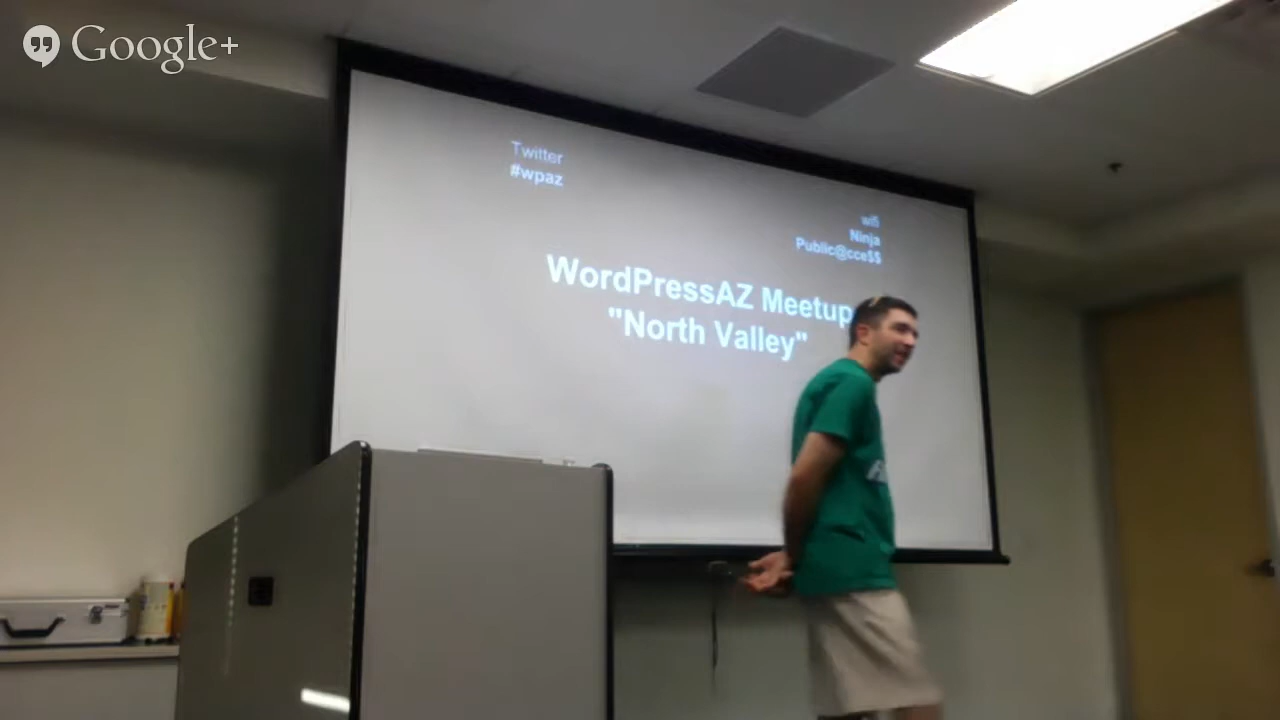 Google+
Twitter
#wpaz
wifi
Ninja
Public@cce$$
WordPressAZ Meetup
"North Valley"